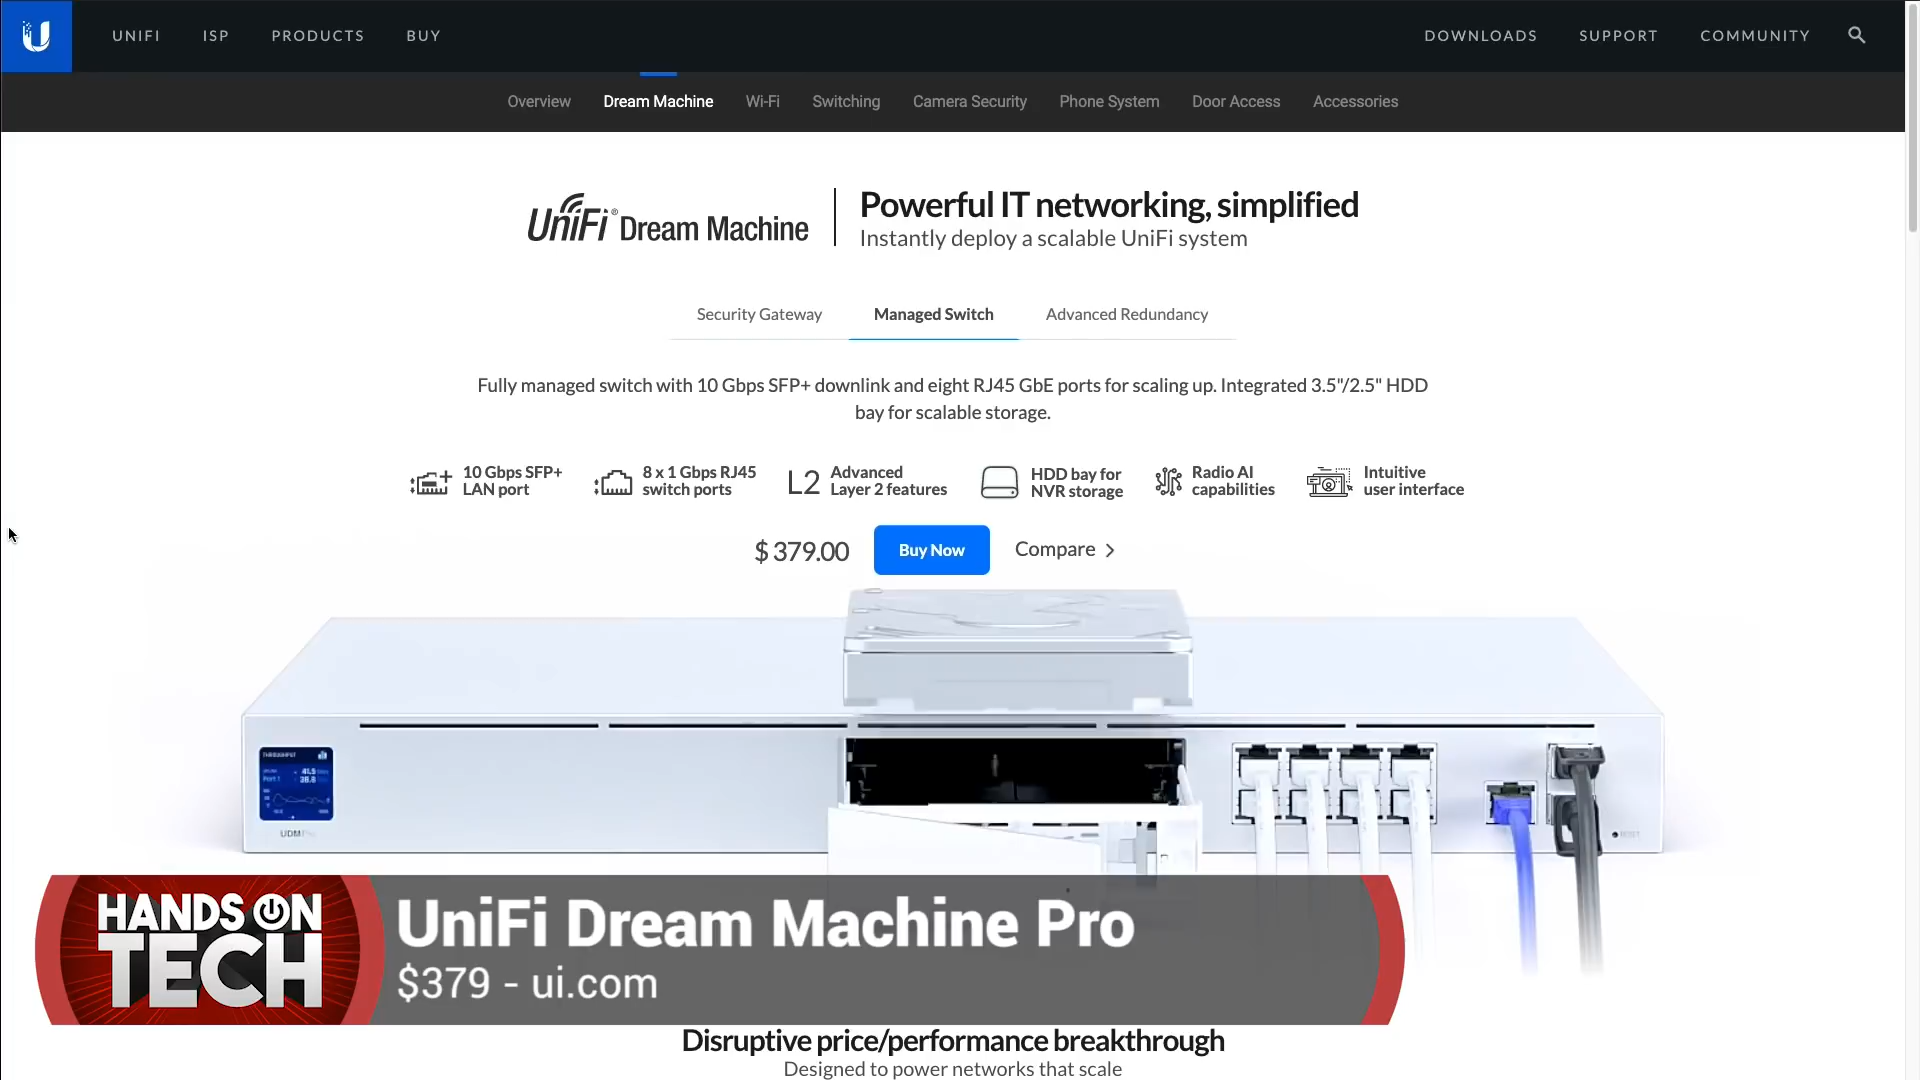 UNIFI ISP PRODUCTS BUY DOWNLOADS SUPPORT COMMUNITY
Overview Dream Machine Wi-Fi Switching Camera Security Phone System Door Access Accessories
UniFi® Dream Machine
Powerful IT networking, simplified
Instantly deploy a scalable UniFi system
Security Gateway Managed Switch Advanced Redundancy
Fully managed switch with 10 Gbps SFP+ downlink and eight RJ45 GbE ports for scaling up. Integrated 3.5"/2.5" HDD
bay for scalable storage.
10 Gbps SFP+
LAN port
8 x 1 Gbps RJ45
switch ports
L2
Advanced
Layer 2 features
HDD bay for
NVR storage
Radio AI
capabilities
Intuitive
user interface
$ 379.00 Buy Now Compare
THROUGHPUT
Port 1
UDM Pro
RESET
HANDS ON
TECH
UniFi Dream Machine Pro
$379 - ui.com
Disruptive price/performance breakthrough
Designed to power networks that scale